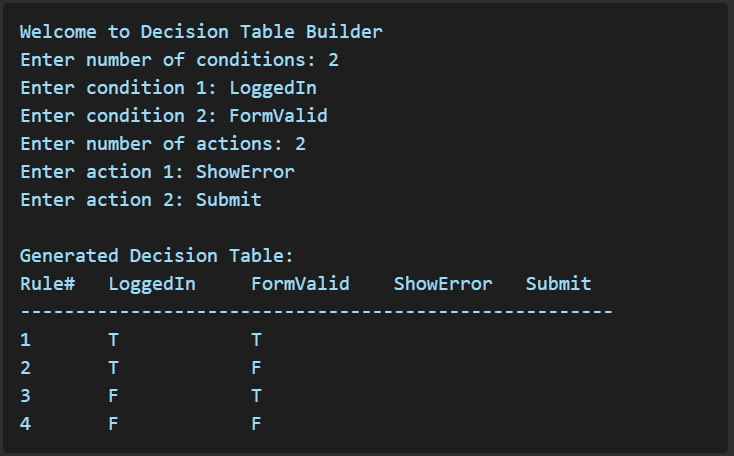 Welcome to Decision Table Builder
Enter number of conditions: 2
Enter condition 1: LoggedIn
Enter condition 2: FormValid
Enter number of actions: 2
Enter action 1: ShowError
Enter action 2: Submit

Generated Decision Table:
Rule#   LoggedIn     FormValid    ShowError   Submit
------------------------------------------------------
1       T            T
2       T            F
3       F            T
4       F            F